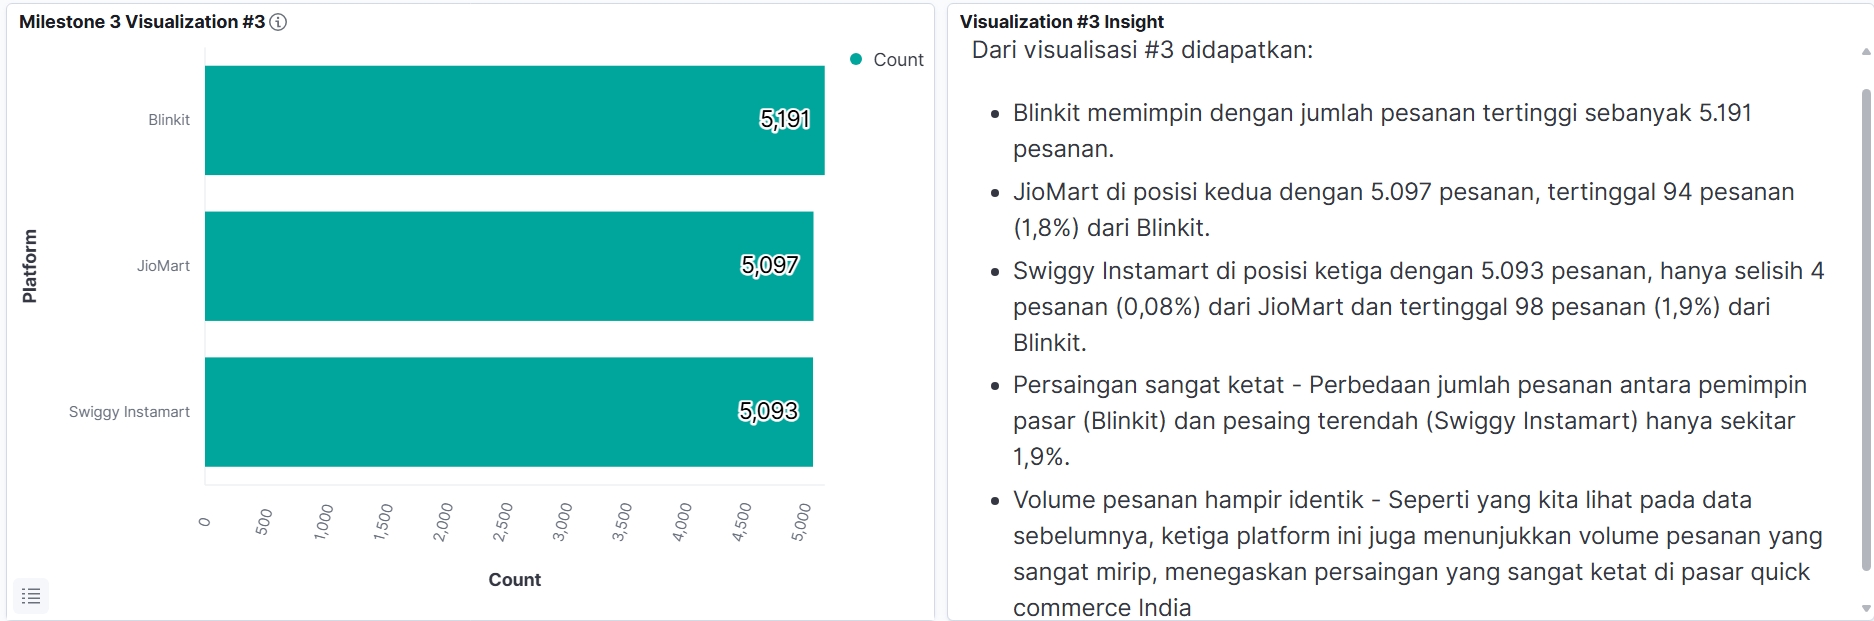 Milestone 3 Visualization #3
Count
Blinkit
5,191
JioMart
5,097
Swiggy Instamart
5,093
Platform
0
500
1,000
1,500
2,000
2,500
3,000
3,500
4,000
4,500
5,000
Count
Visualization #3 Insight
Dari visualisasi #3 didapatkan:
• Blinkit memimpin dengan jumlah pesanan tertinggi sebanyak 5.191
pesanan.
• JioMart di posisi kedua dengan 5.097 pesanan, tertinggal 94 pesanan
(1,8%) dari Blinkit.
• Swiggy Instamart di posisi ketiga dengan 5.093 pesanan, hanya selisih 4
pesanan (0,08%) dari JioMart dan tertinggal 98 pesanan (1,9%) dari
Blinkit.
• Persaingan sangat ketat - Perbedaan jumlah pesanan antara pemimpin
pasar (Blinkit) dan pesaing terendah (Swiggy Instamart) hanya sekitar
1,9%.
• Volume pesanan hampir identik - Seperti yang kita lihat pada data
sebelumnya, ketiga platform ini juga menunjukkan volume pesanan yang
sangat mirip, menegaskan persaingan yang sangat ketat di pasar quick
commerce India